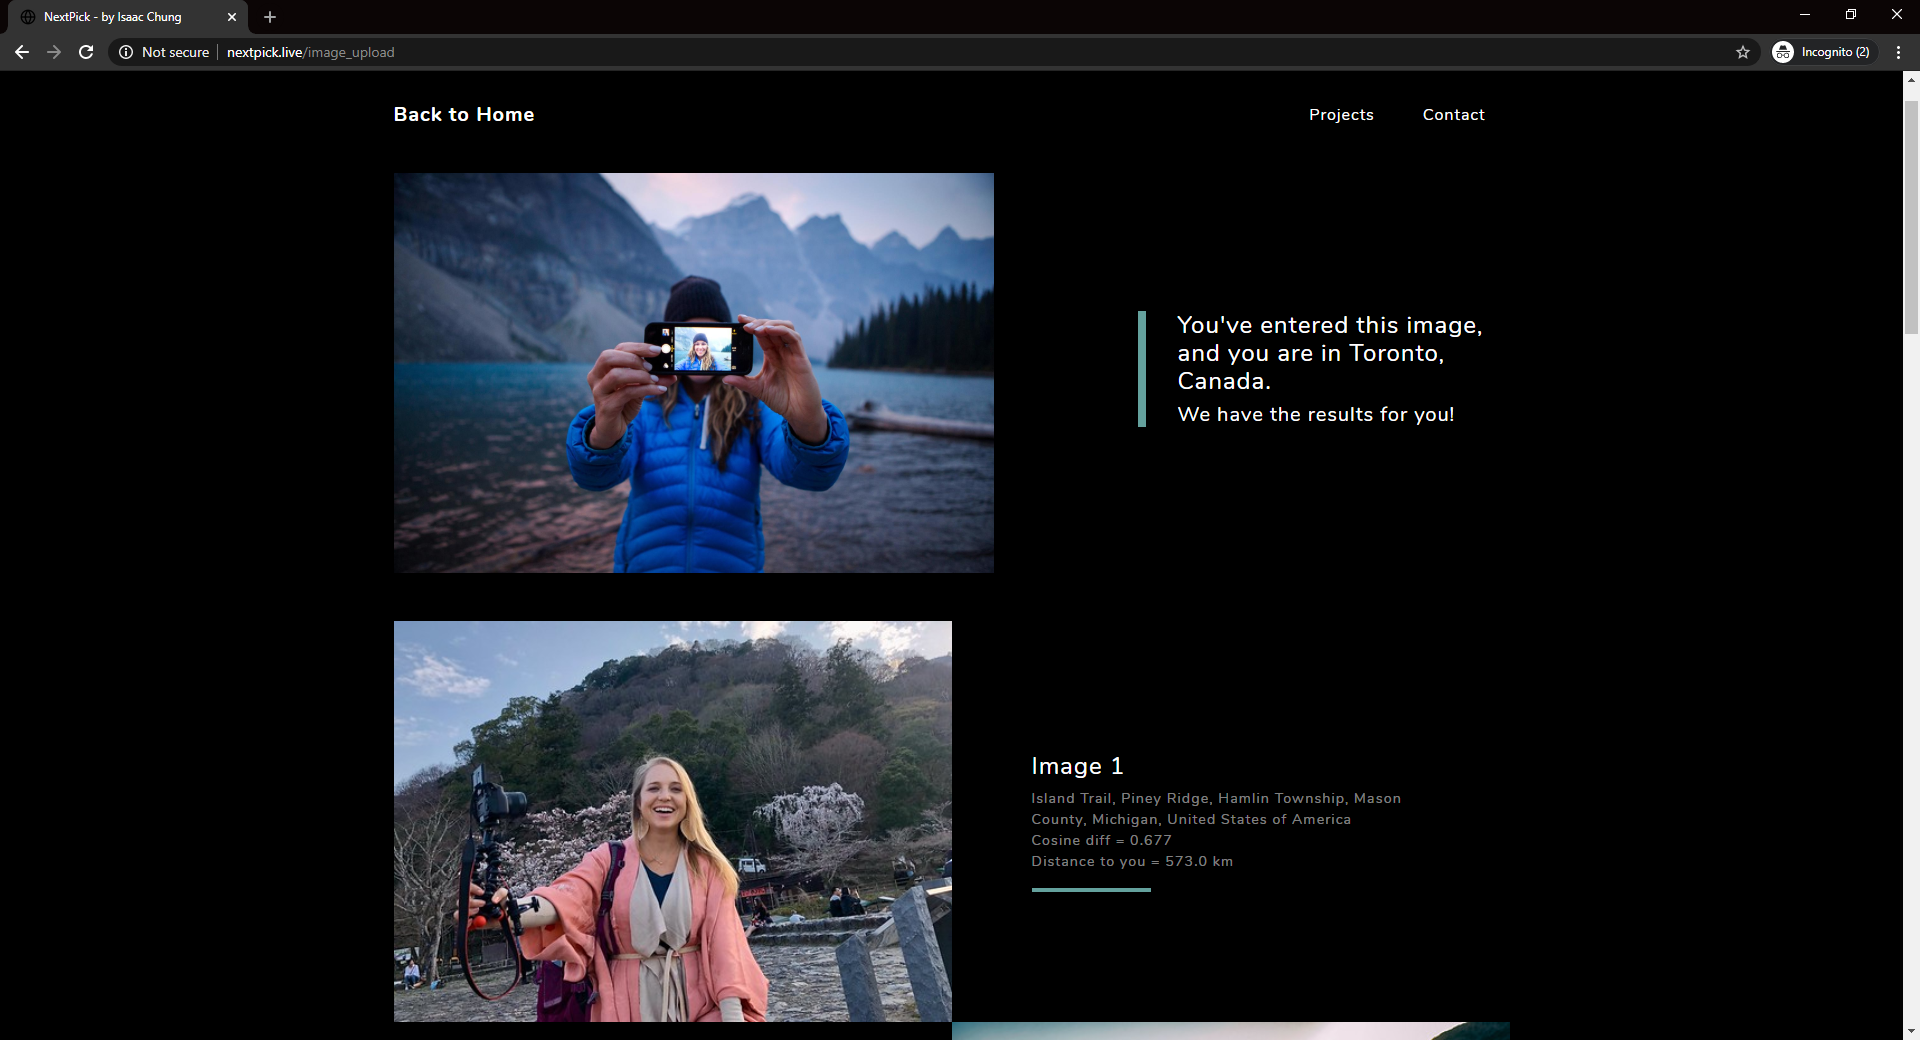 NextPick - by Isaac Chung
Not secure
nextpick.live/image_upload
Incognito (2)
Back to Home
Projects
Contact
You've entered this image,
and you are in Toronto,
Canada.
We have the results for you!
Image 1
Island Trail, Piney Ridge, Hamlin Township, Mason
County, Michigan, United States of America
Cosine diff = 0.677
Distance to you = 573.0 km